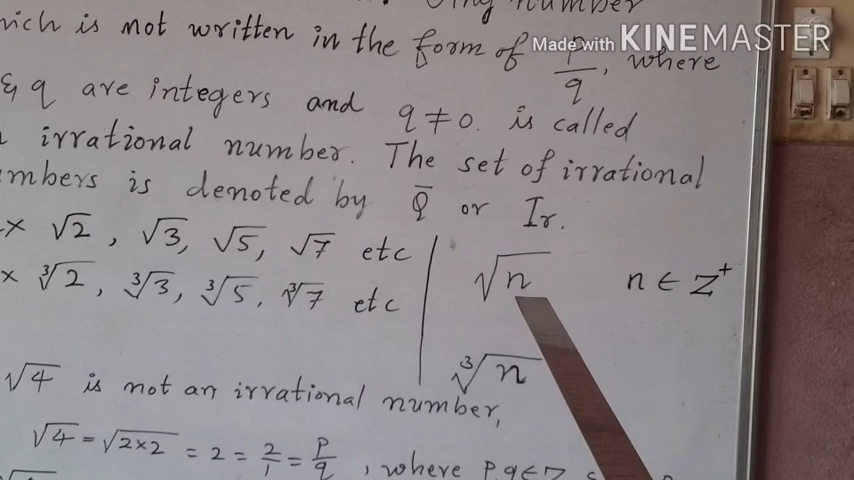 number
which is not written in the form of p/q, where
& q are integers and q ≠ 0. is called
irrational number. The set of irrational
numbers is denoted by Q̄ or Ir.
Ex √2, √3, √5, √7 etc
Ex ∛2, ∛3, ∛5, ∛7 etc
√n n ∈ Z⁺
∛n
√4 is not an irrational number,
√4 = √2×2 = 2 = 2/1 = p/q, where p, q ∈ Z
Made with KINEMASTER